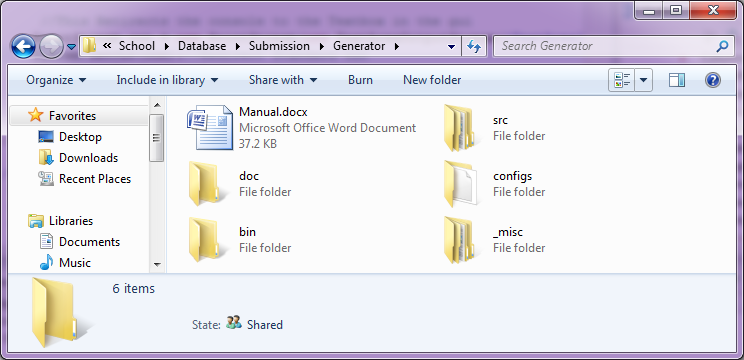 School Database Submission Generator
Search Generator
Organize Include in library Share with Burn New folder
Favorites
Desktop
Downloads
Recent Places
Libraries
Documents
Music
Manual.docx
Microsoft Office Word Document
37.2 KB
src
File folder
doc
File folder
configs
File folder
bin
File folder
_misc
File folder
6 items
State: Shared